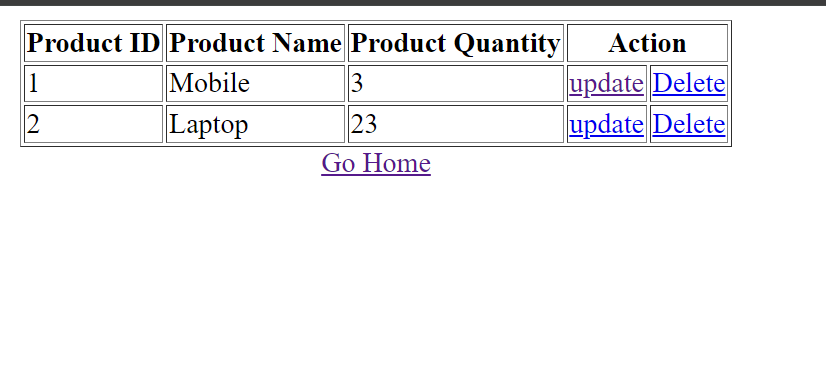 Product ID Product Name Product Quantity Action
1 Mobile 3 update Delete
2 Laptop 23 update Delete
Go Home